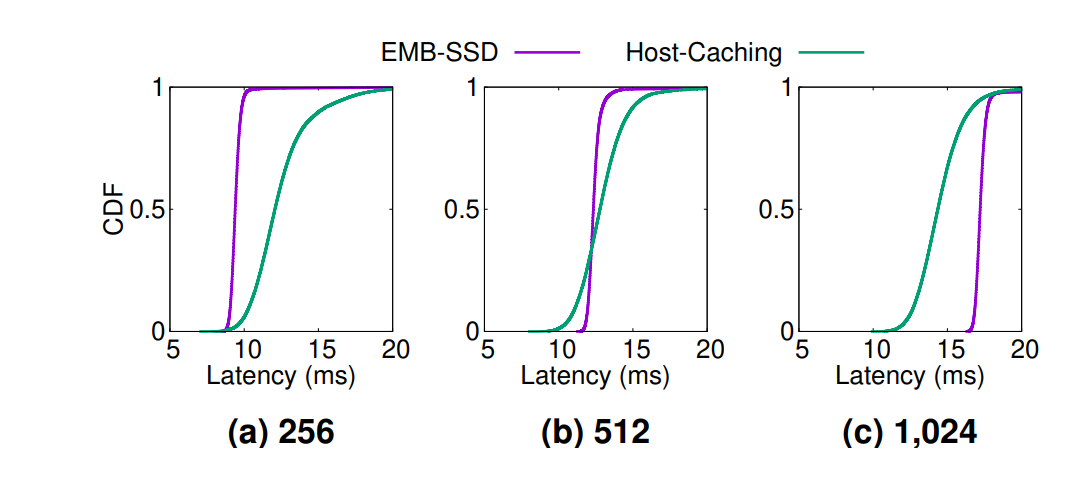 EMB-SSD Host-Caching
1 1 1
CDF 0.5 0.5 0.5
0 0 0
5 10 15 20 5 10 15 20 5 10 15 20
Latency (ms) Latency (ms) Latency (ms)
(a) 256 (b) 512 (c) 1,024